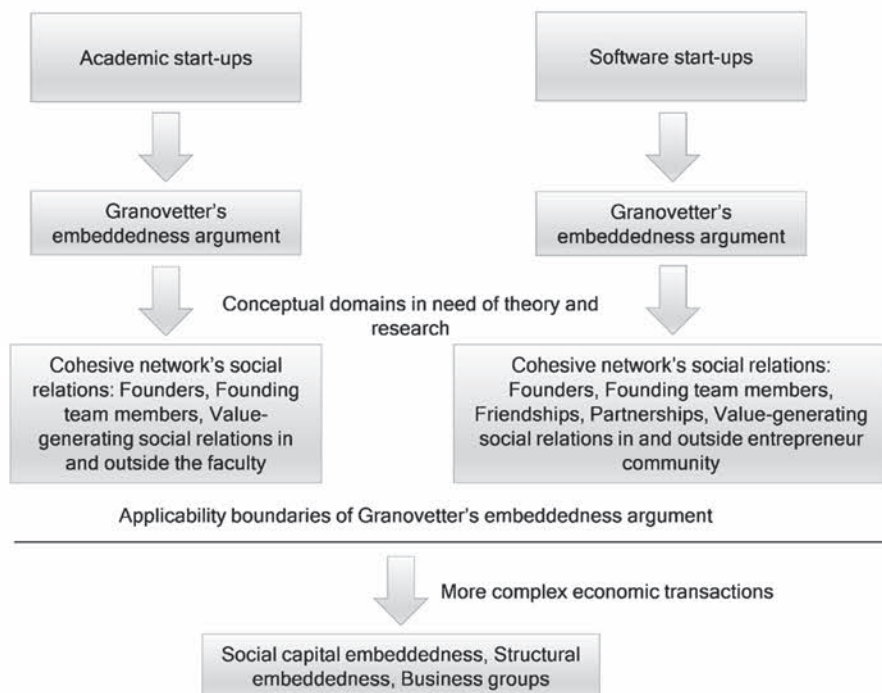 Academic start-ups
Software start-ups
Granovetter's
embeddedness argument
Granovetter's
embeddedness argument
Conceptual domains in need of theory and
research
Cohesive network's social
relations: Founders, Founding
team members, Value-
generating social relations in
and outside the faculty
Cohesive network's social relations:
Founders, Founding team members,
Friendships, Partnerships, Value-generating
social relations in and outside entrepreneur
community
Applicability boundaries of Granovetter's embeddedness argument
More complex economic transactions
Social capital embeddedness, Structural
embeddedness, Business groups